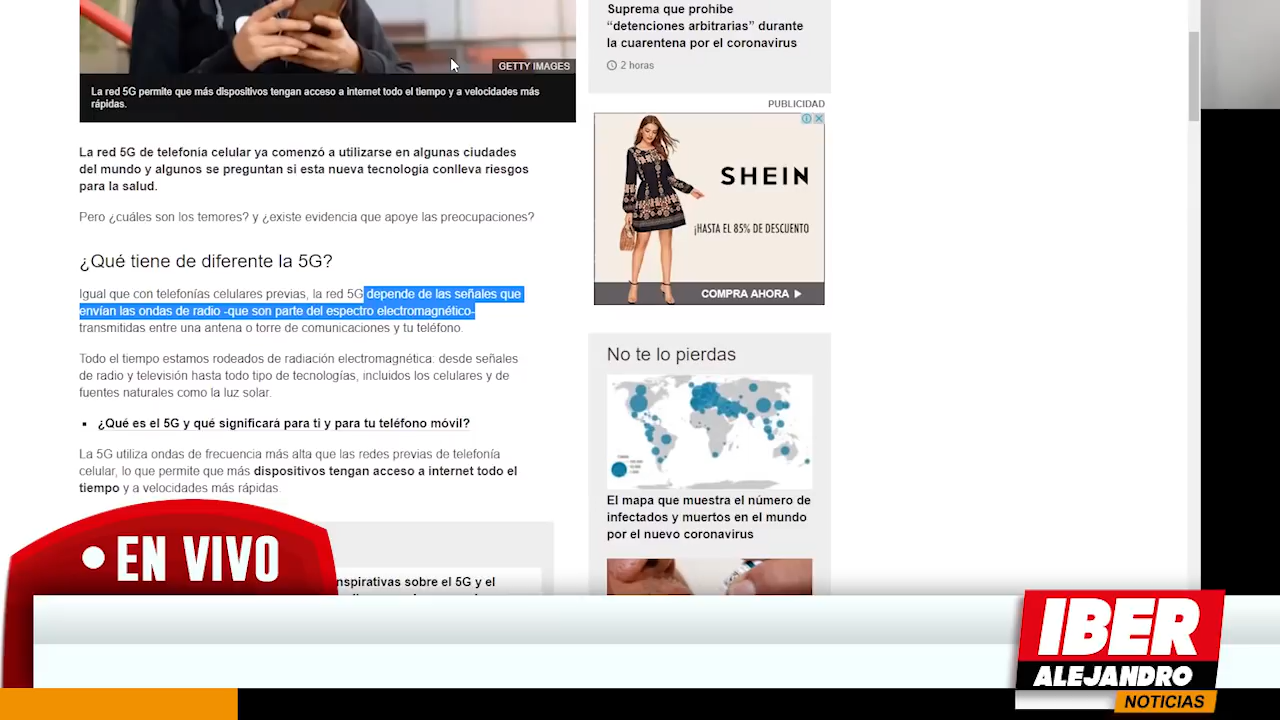 GETTY IMAGES
La red 5G permite que más dispositivos tengan acceso a internet todo el tiempo y a velocidades más
rápidas.
La red 5G de telefonía celular ya comenzó a utilizarse en algunas ciudades
del mundo y algunos se preguntan si esta nueva tecnología conlleva riesgos
para la salud.
Pero ¿cuáles son los temores? y ¿existe evidencia que apoye las preocupaciones?
¿Qué tiene de diferente la 5G?
Igual que con telefonías celulares previas, la red 5G depende de las señales que
envían las ondas de radio -que son parte del espectro electromagnético-
transmitidas entre una antena o torre de comunicaciones y tu teléfono.
Todo el tiempo estamos rodeados de radiación electromagnética: desde señales
de radio y televisión hasta todo tipo de tecnologías, incluidos los celulares y de
fuentes naturales como la luz solar.
¿Qué es el 5G y qué significará para ti y para tu teléfono móvil?
La 5G utiliza ondas de frecuencia más alta que las redes previas de telefonía
celular, lo que permite que más dispositivos tengan acceso a internet todo el
tiempo y a velocidades más rápidas.
nspirativas sobre el 5G y el
Suprema que prohíbe
“detenciones arbitrarias” durante
la cuarentena por el coronavirus
2 horas
PUBLICIDAD
SHEIN
¡HASTA EL 85% DE DESCUENTO
COMPRA AHORA
No te lo pierdas
El mapa que muestra el número de
infectados y muertos en el mundo
por el nuevo coronavirus
EN VIVO
IBER
ALEJANDRO
NOTICIAS